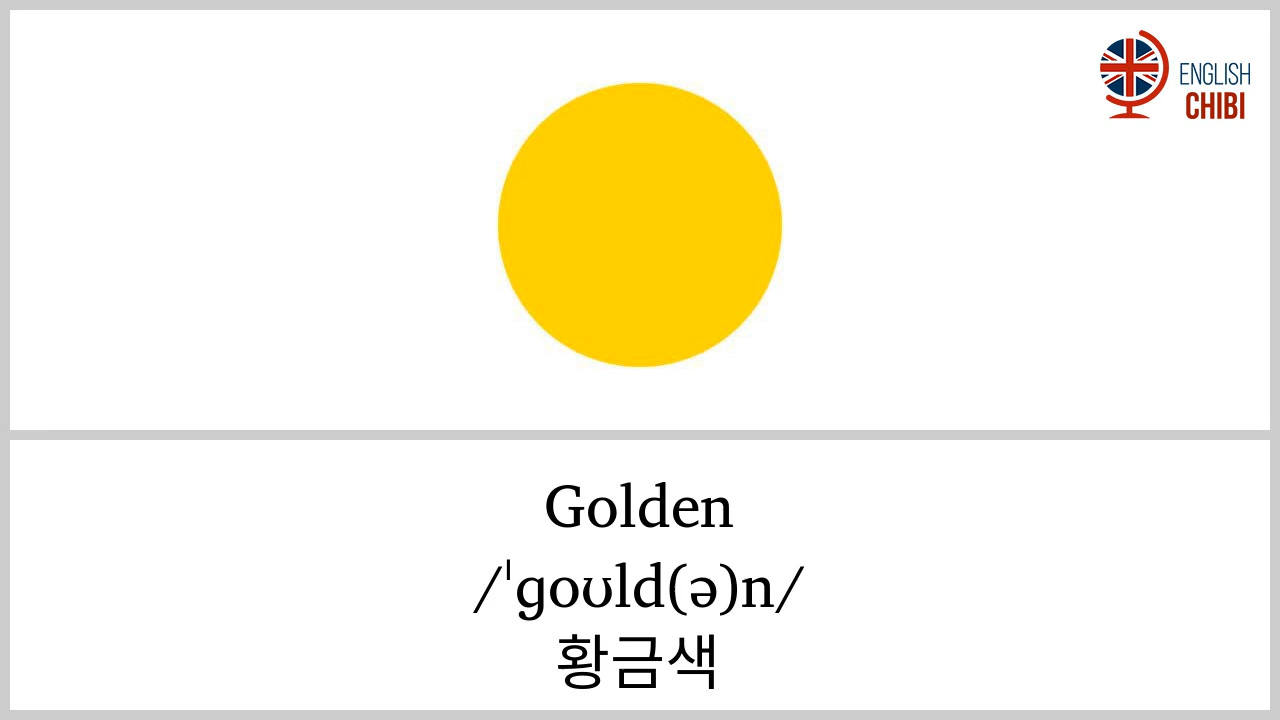 ENGLISH
CHIBI
Golden
/ˈɡoʊld(ə)n/
황금색